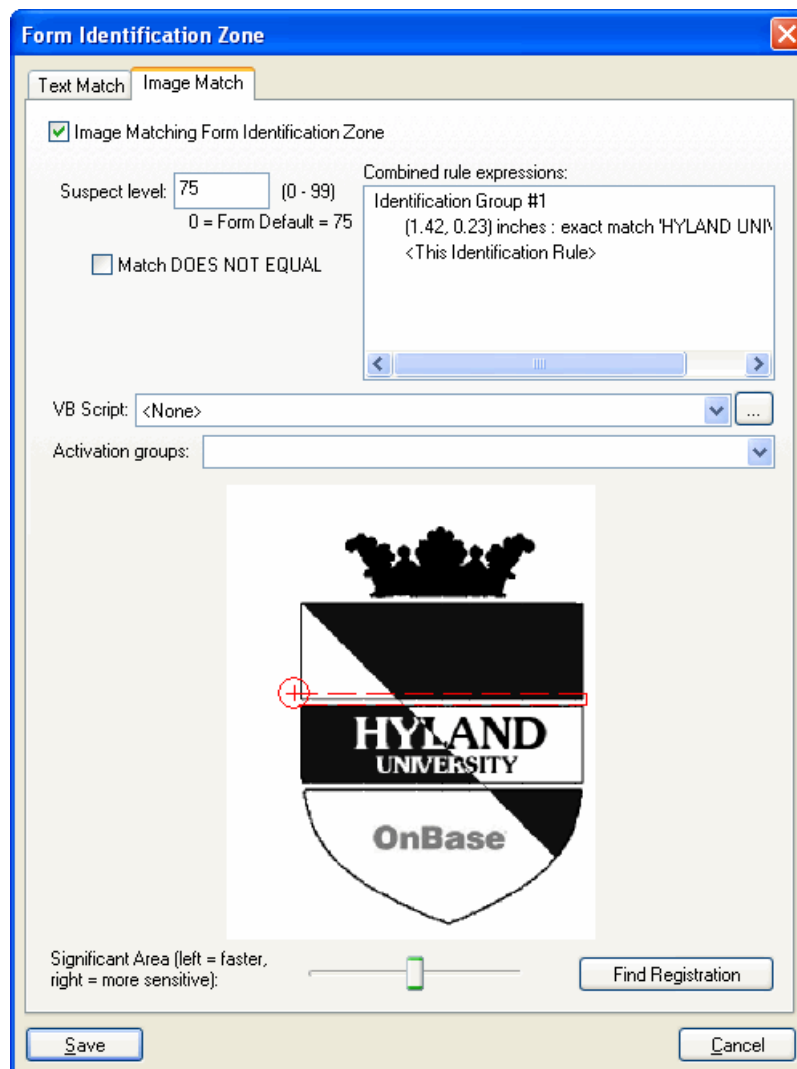 Form Identification Zone
Text Match Image Match
Image Matching Form Identification Zone
Combined rule expressions:
Suspect level: 75 (0 - 99)
0 = Form Default = 75
Match DOES NOT EQUAL
Identification Group #1
(1.42, 0.23) inches : exact match 'HYLAND UNIV
<This Identification Rule>
VB Script: <None> ...
Activation groups:
HYLAND
UNIVERSITY
OnBase
Significant Area (left = faster,
right = more sensitive):
Find Registration
Save Cancel